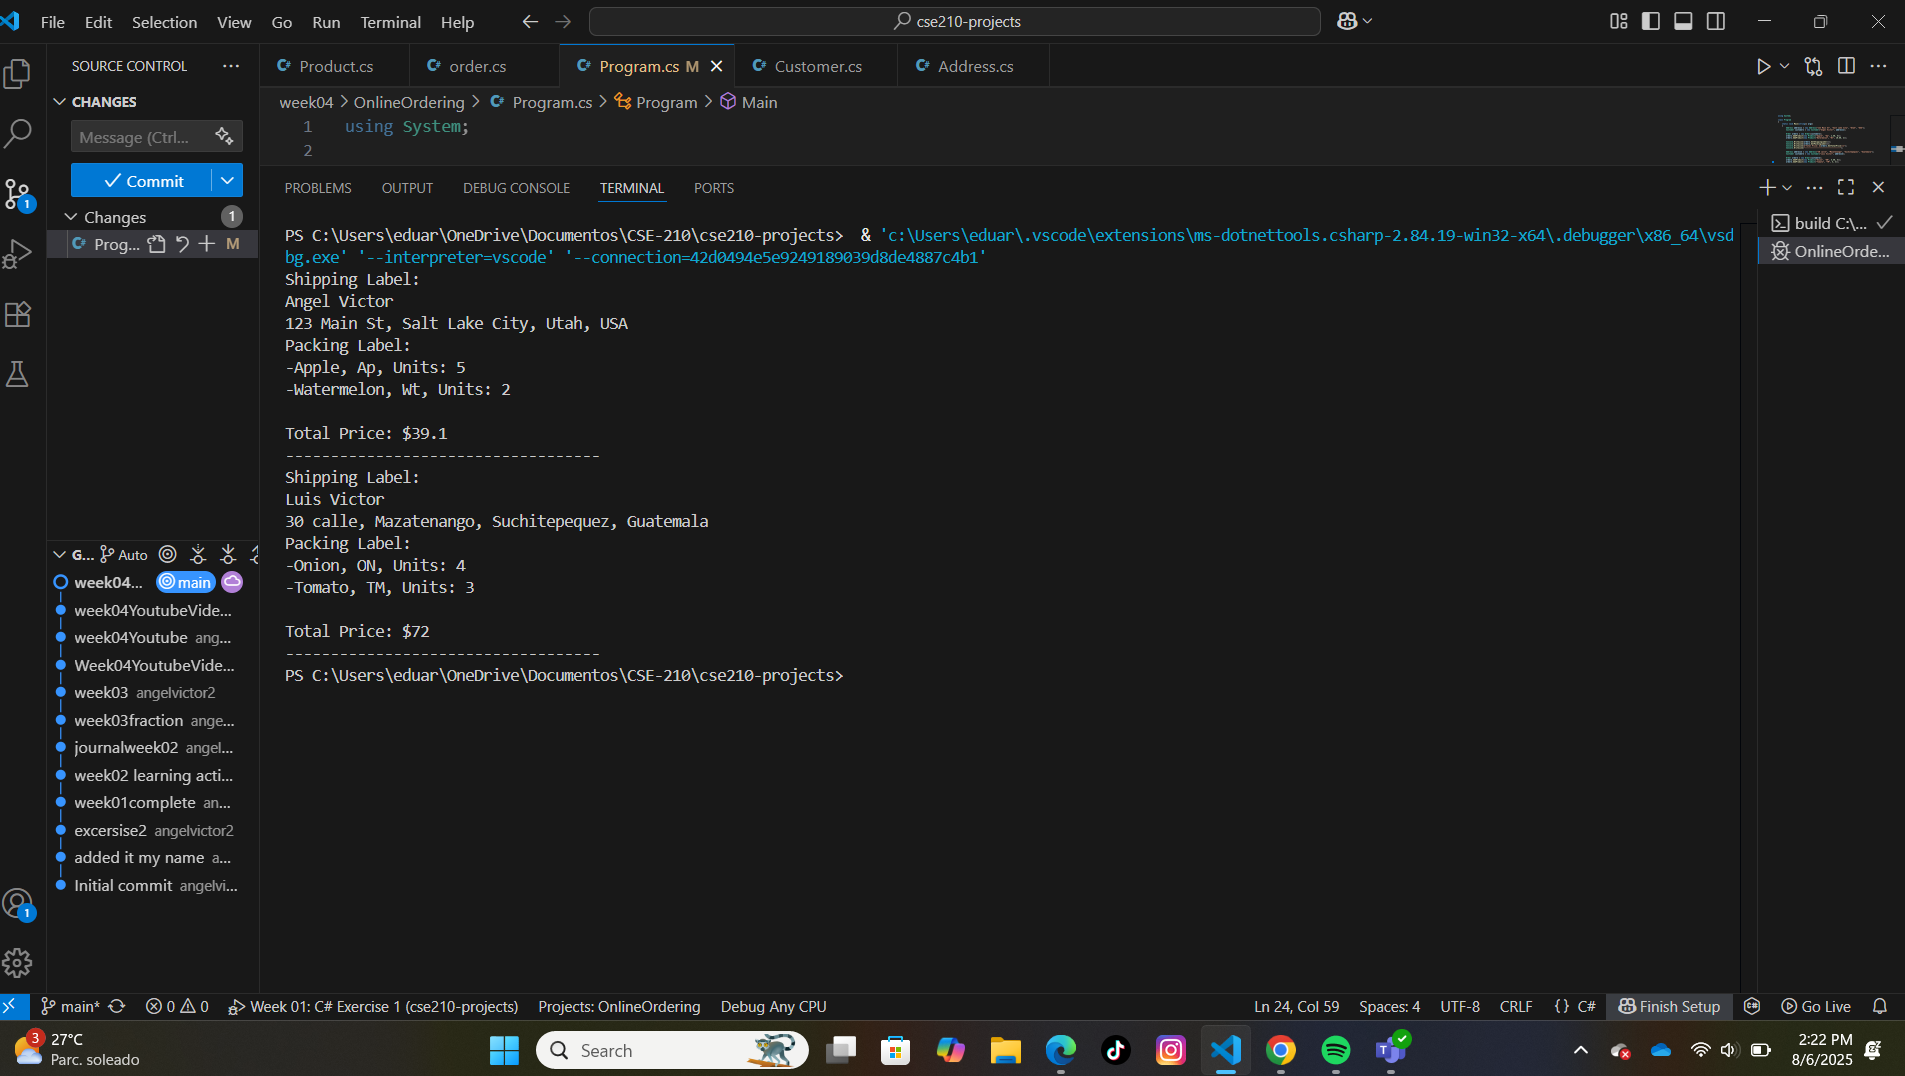 File Edit Selection View Go Run Terminal Help
cse210-projects
SOURCE CONTROL
CHANGES
Message (Ctrl...
Commit
Changes 1
Prog... M
Product.cs order.cs Program.cs M Customer.cs Address.cs
week04 > OnlineOrdering > Program.cs > Program > Main
1 using System;
2
PROBLEMS OUTPUT DEBUG CONSOLE TERMINAL PORTS
build C:\...
OnlineOrde...
PS C:\Users\eduar\OneDrive\Documentos\CSE-210\cse210-projects>  & 'c:\Users\eduar\.vscode\extensions\ms-dotnettools.csharp-2.84.19-win32-x64\.debugger\x86_64\vsd
bg.exe' '--interpreter=vscode' '--connection=42d0494e5e9249189039d8de4887c4b1'
Shipping Label:
Angel Victor
123 Main St, Salt Lake City, Utah, USA
Packing Label:
-Apple, Ap, Units: 5
-Watermelon, Wt, Units: 2
Total Price: $39.1
-----------------------------------
Shipping Label:
Luis Victor
30 calle, Mazatenango, Suchitepequez, Guatemala
Packing Label:
-Onion, ON, Units: 4
-Tomato, TM, Units: 3
Total Price: $72
-----------------------------------
PS C:\Users\eduar\OneDrive\Documentos\CSE-210\cse210-projects>
G... Auto
week04... main
week04YoutubeVide...
week04Youtube ang...
Week04YoutubeVide...
week03 angelvictor2
week03fraction ange...
journalweek02 angel...
week02 learning acti...
week01complete an...
excersise2 angelvictor2
added it my name a...
Initial commit angelvi...
1
1
main* 0 0 Week 01: C# Exercise 1 (cse210-projects) Projects: OnlineOrdering Debug Any CPU
Ln 24, Col 59 Spaces: 4 UTF-8 CRLF {} C# Finish Setup Go Live
3 27°C
Parc. soleado
Search
2:22 PM
8/6/2025